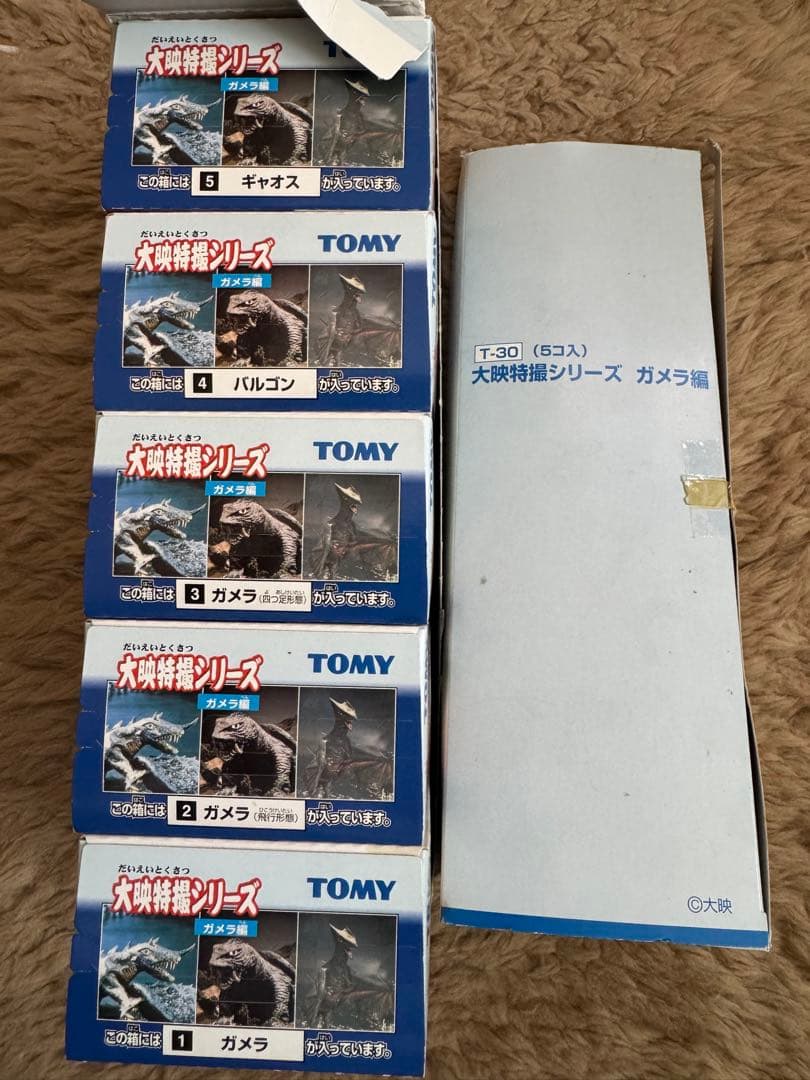 だいえいとくさつ
大映特撮シリーズ
ガメラ編
この箱には 5 ギャオス が入っています。
だいえいとくさつ
大映特撮シリーズ
TOMY
ガメラ編
この箱には 4 バルゴン が入っています。
だいえいとくさつ
大映特撮シリーズ
TOMY
ガメラ編
この箱には 3 ガメラ(四つ足形態) が入っています。
だいえいとくさつ
大映特撮シリーズ
TOMY
ガメラ編
この箱には 2 ガメラ(飛行形態) が入っています。
だいえいとくさつ
大映特撮シリーズ
TOMY
ガメラ編
この箱には 1 ガメラ が入っています。
T-30 (5コ入)
大映特撮シリーズ ガメラ編
©大映